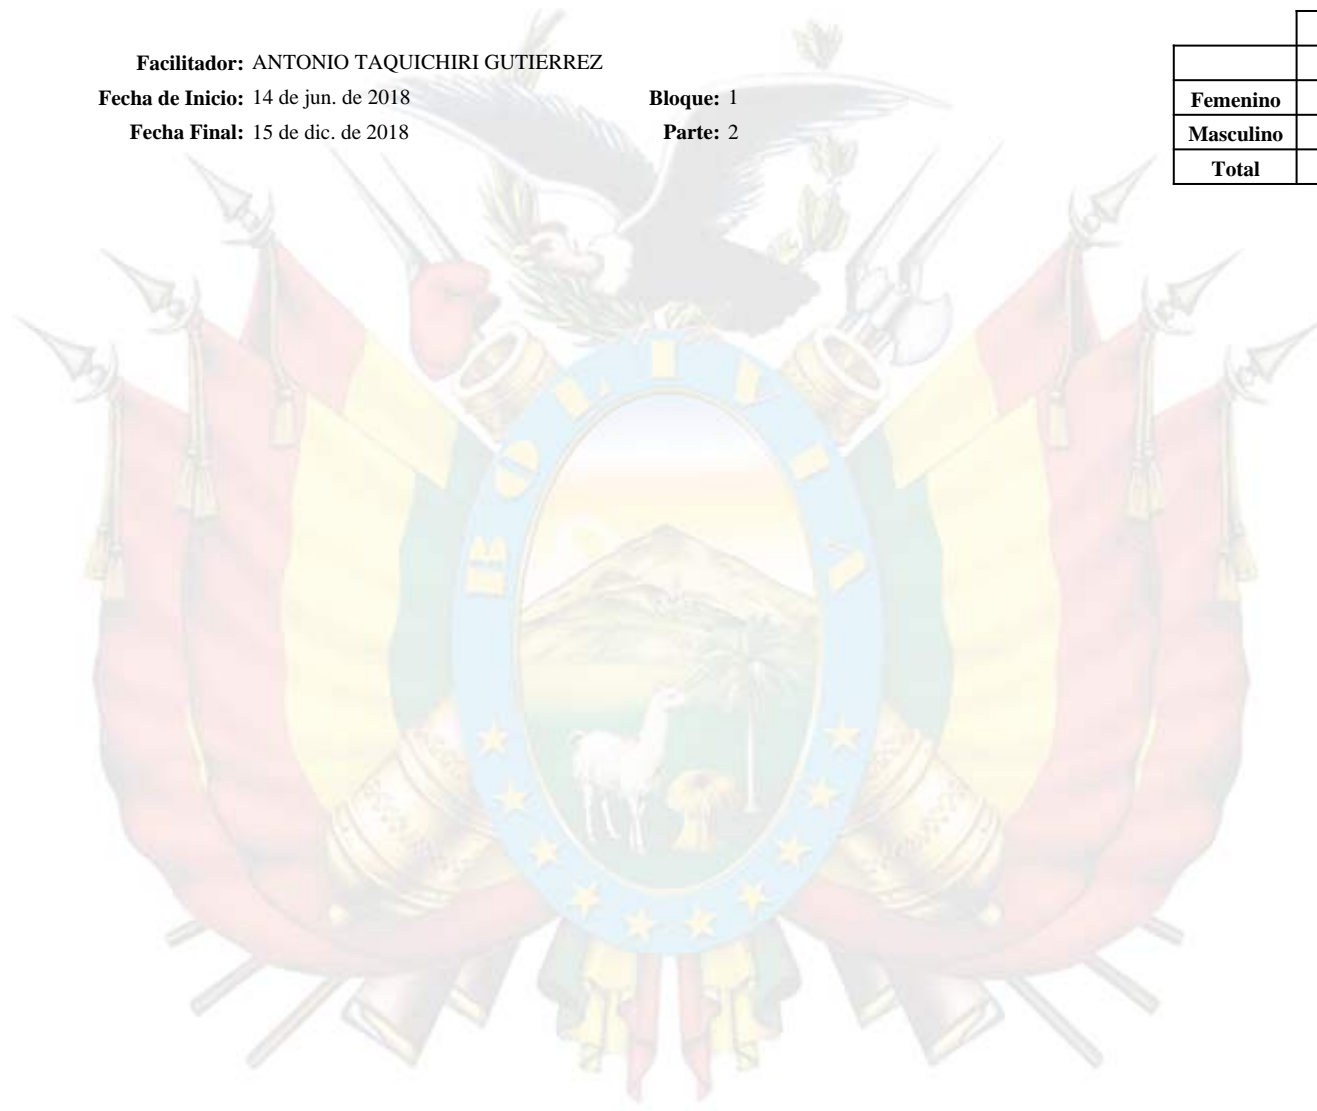 Facilitador: ANTONIO TAQUICHIRI GUTIERREZ
Fecha de Inicio: 14 de jun. de 2018 Bloque: 1
Fecha Final: 15 de dic. de 2018 Parte: 2
Femenino
Masculino
Total
BOLIVIA